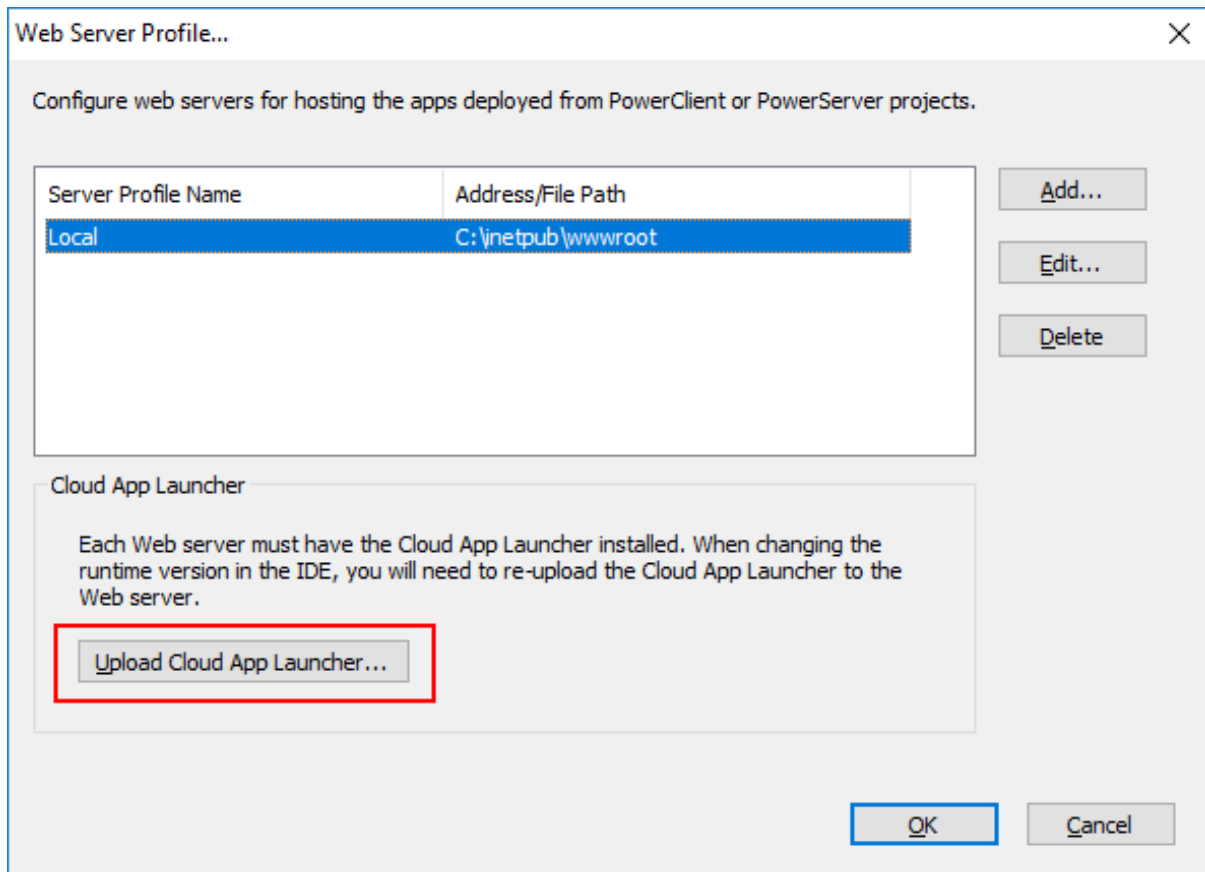 Web Server Profile...
Configure web servers for hosting the apps deployed from PowerClient or PowerServer projects.
Server Profile Name Address/File Path
Local C:\inetpub\wwwroot
Add...
Edit...
Delete
Cloud App Launcher
Each Web server must have the Cloud App Launcher installed. When changing the
runtime version in the IDE, you will need to re-upload the Cloud App Launcher to the
Web server.
Upload Cloud App Launcher...
OK Cancel